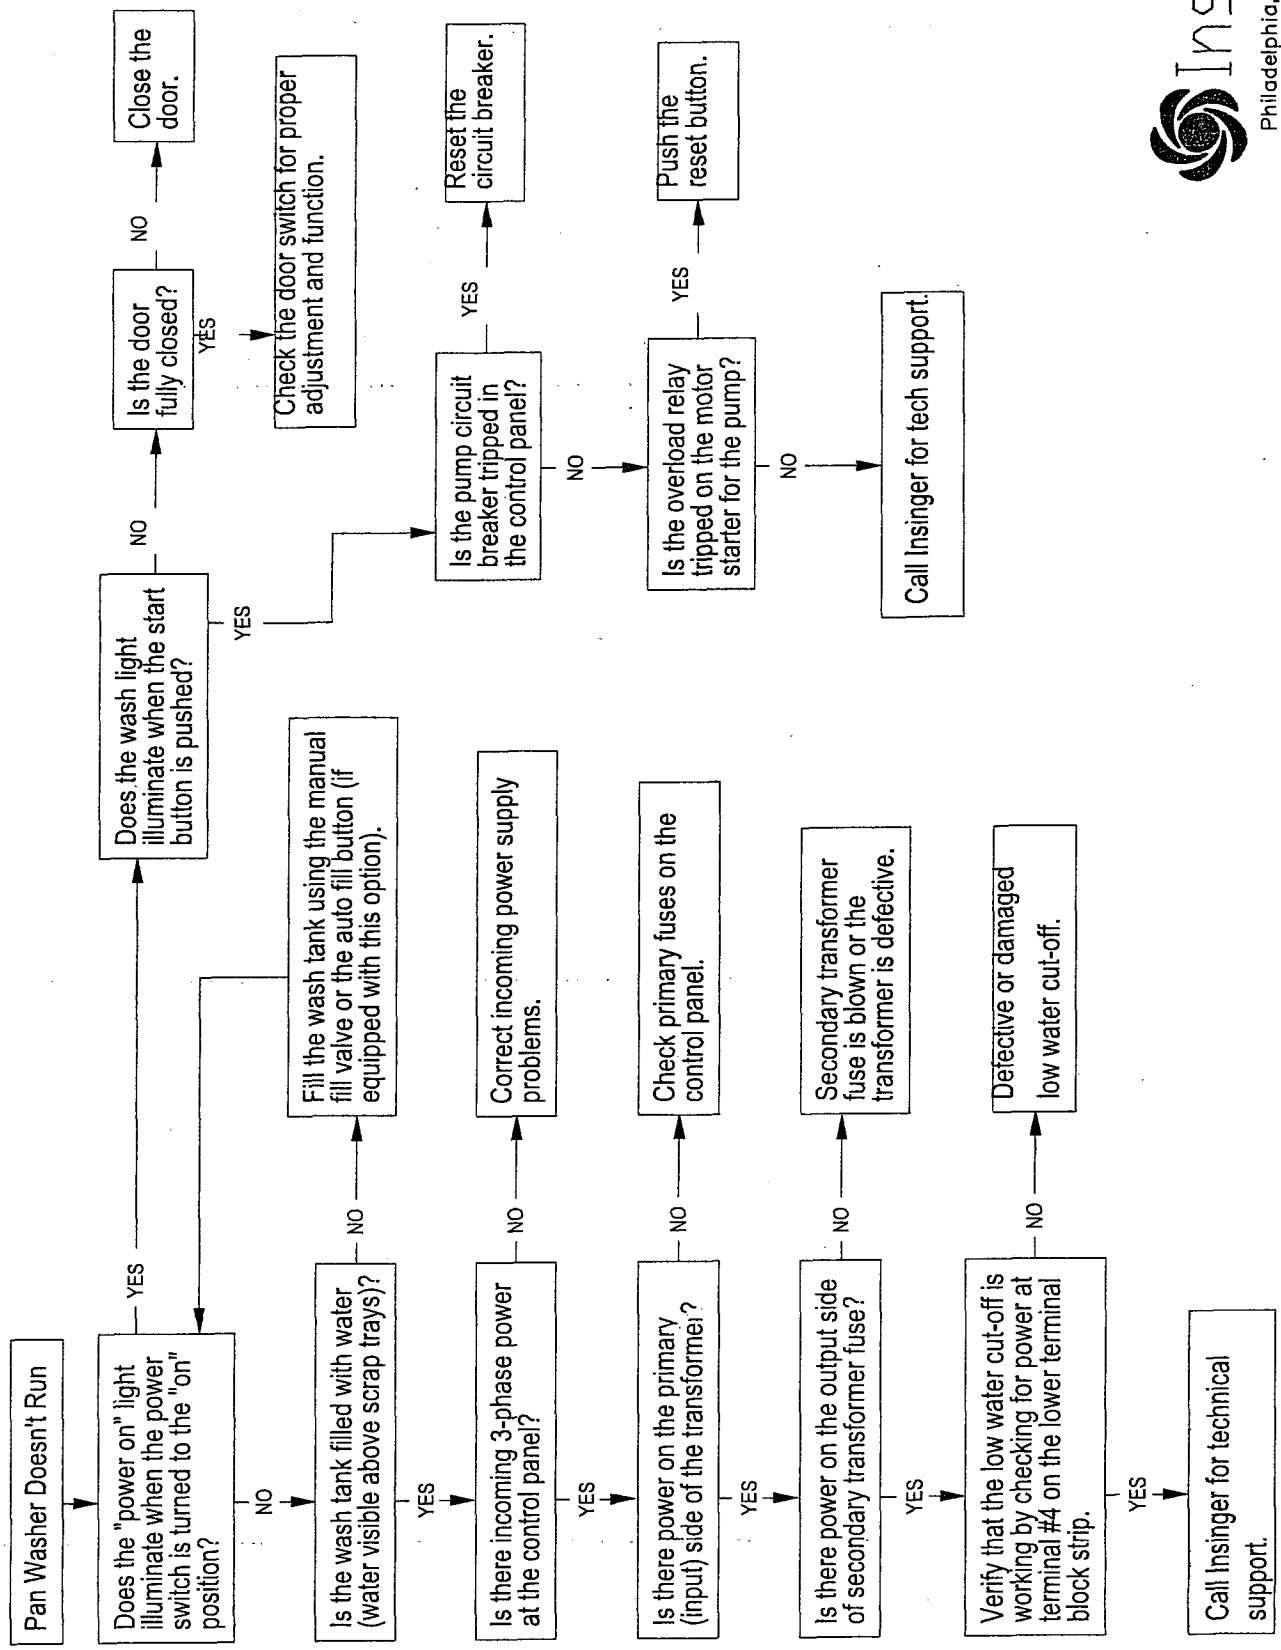 Pan Washer Doesn't Run
Does the "power on" light
illuminate when the power
switch is turned to the "on"
position?
YES
NO
Does the wash light
illuminate when the start
button is pushed?
NO
YES
Is the door
fully closed?
NO
YES
Close the
door.
Check the door switch for proper
adjustment and function.
Is the pump circuit
breaker tripped in
the control panel?
YES
NO
Reset the
circuit breaker.
Is the overload relay
tripped on the motor
starter for the pump?
YES
NO
Push the
reset button.
Call Insinger for tech support.
Is the wash tank filled with water
(water visible above scrap trays)?
NO
YES
Fill the wash tank using the manual
fill valve or the auto fill button (if
equipped with this option).
Is there incoming 3-phase power
at the control panel?
NO
YES
Correct incoming power supply
problems.
Is there power on the primary
(input) side of the transformer?
NO
YES
Check primary fuses on the
control panel.
Is there power on the output side
of secondary transformer fuse?
NO
YES
Secondary transformer
fuse is blown or the
transformer is defective.
Verify that the low water cut-off is
working by checking for power at
terminal #4 on the lower terminal
block strip.
NO
YES
Defective or damaged
low water cut-off.
Call Insinger for technical
support.
Philadelphia,